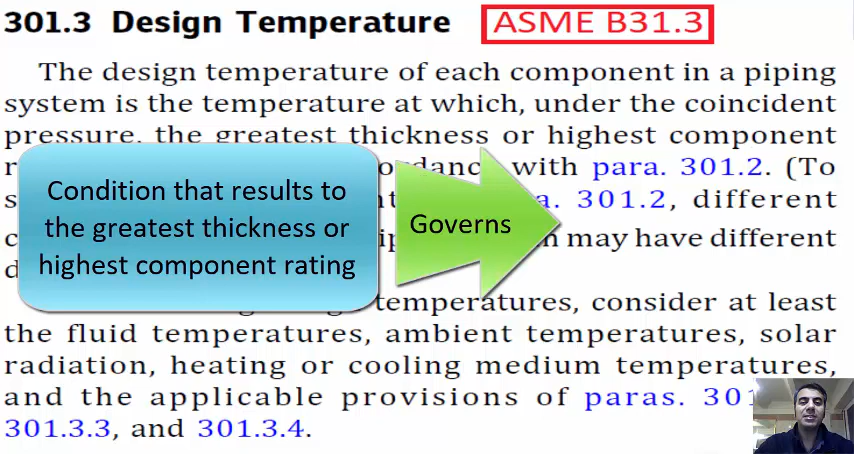 301.3 Design Temperature ASME B31.3
The design temperature of each component in a piping
system is the temperature at which, under the coincident
pressure, the greatest thickness or highest component
with para. 301.2. (To
301.2, different
may have different
temperatures, consider at least
the fluid temperatures, ambient temperatures, solar
radiation, heating or cooling medium temperatures,
and the applicable provisions of paras.
301.3.3, and 301.3.4.
Condition that results to
the greatest thickness or
highest component rating
Governs